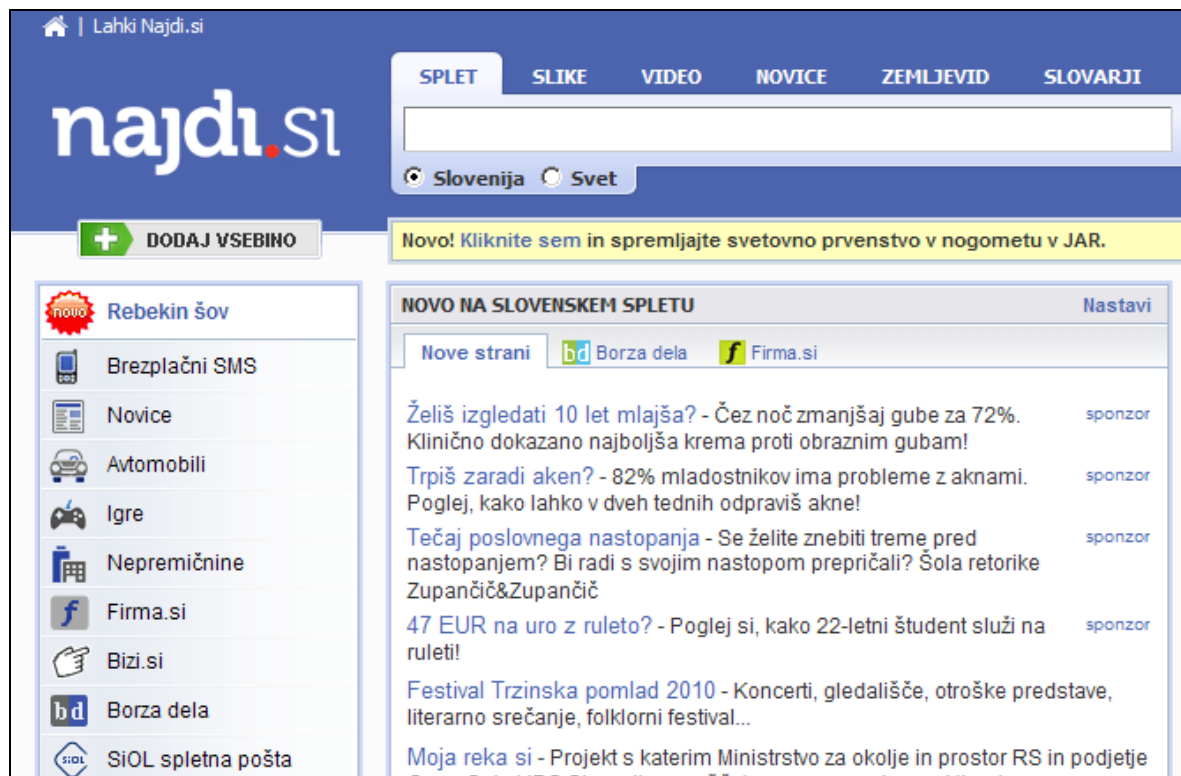 Lahki Najdi.si
najdi.si
SPLET SLIKE VIDEO NOVICE ZEMLJEVID SLOVARJI
Slovenija Svet
DODAJ VSEBINO
Novo! Kliknite sem in spremljajte svetovno prvenstvo v nogometu v JAR.
novo Rebekin šov
Brezplačni SMS
Novice
Avtomobili
Igre
Nepremičnine
Firma.si
Bizi.si
bd Borza dela
SiOL SiOL spletna pošta
NOVO NA SLOVENSKEM SPLETU Nastavi
Nove strani bd Borza dela f Firma.si
Želiš izgledati 10 let mlajša? - Čez noč zmanjšaj gube za 72%. sponzor
Klinično dokazano najboljša krema proti obraznim gubam!
Trpiš zaradi aken? - 82% mladostnikov ima probleme z aknami. sponzor
Poglej, kako lahko v dveh tednih odpraviš akne!
Tečaj poslovnega nastopanja - Se želite znebiti treme pred sponzor
nastopanjem? Bi radi s svojim nastopom prepričali? Šola retorike
Zupančič&Zupančič
47 EUR na uro z ruleto? - Poglej si, kako 22-letni študent služi na sponzor
ruleti!
Festival Trzinska pomlad 2010 - Koncerti, gledališče, otroške predstave,
literarno srečanje, folklorni festival...
Moja reka si - Projekt s katerim Ministrstvo za okolje in prostor RS in podjetje